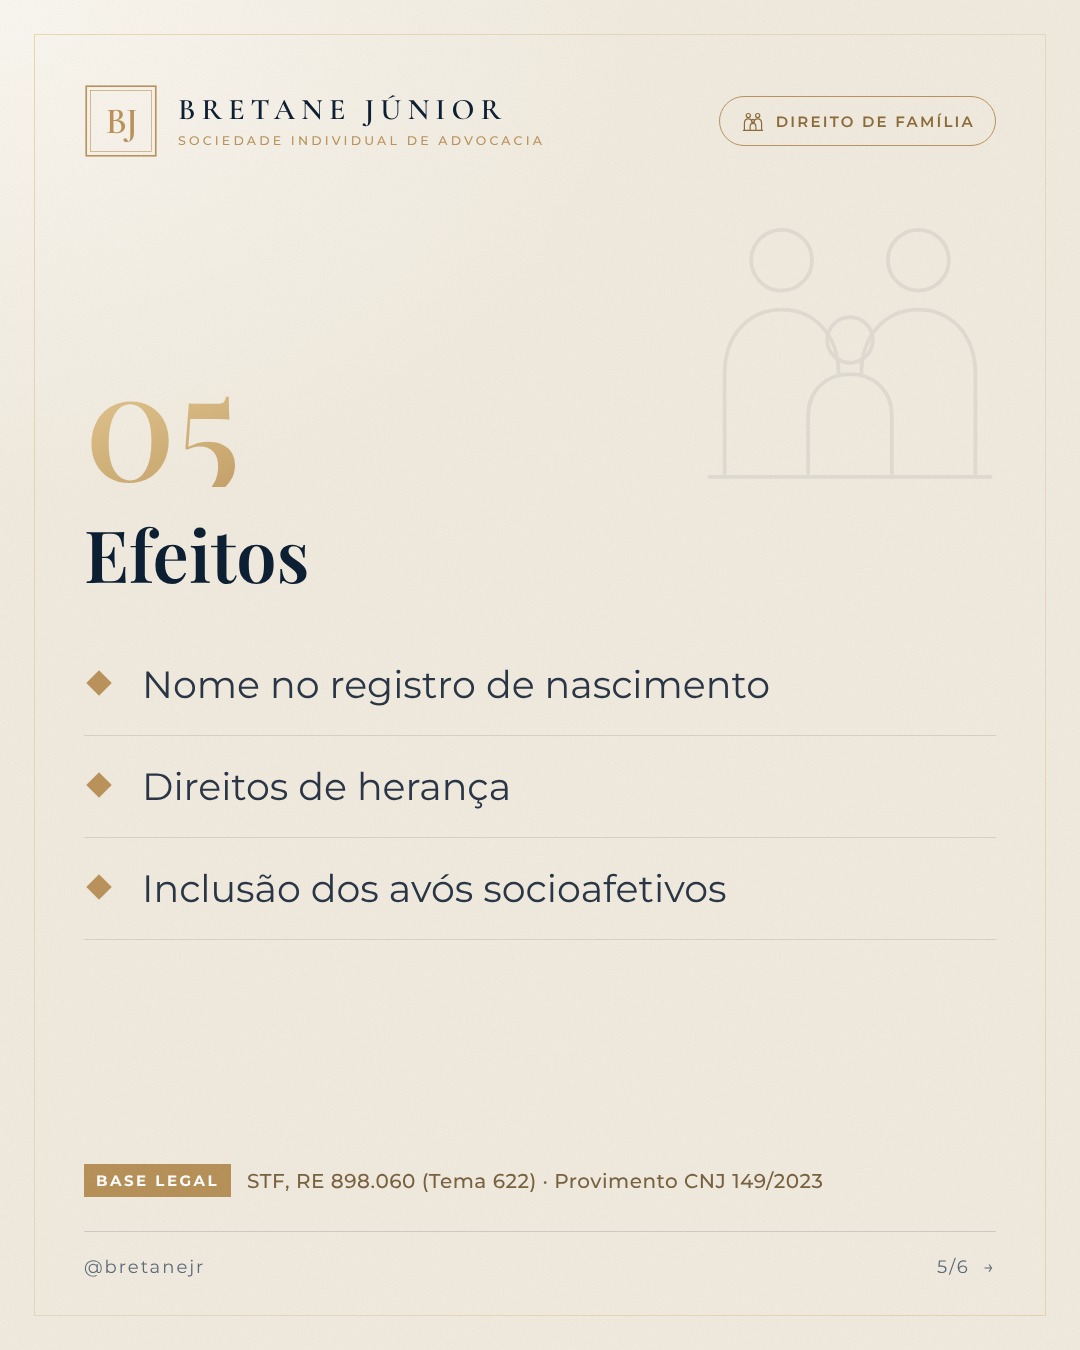 BJ
BRETANE JÚNIOR
SOCIEDADE INDIVIDUAL DE ADVOCACIA
DIREITO DE FAMÍLIA
05
Efeitos
◆ Nome no registro de nascimento
◆ Direitos de herança
◆ Inclusão dos avós socioafetivos
BASE LEGAL STF, RE 898.060 (Tema 622) · Provimento CNJ 149/2023
@bretanejr
5/6 →